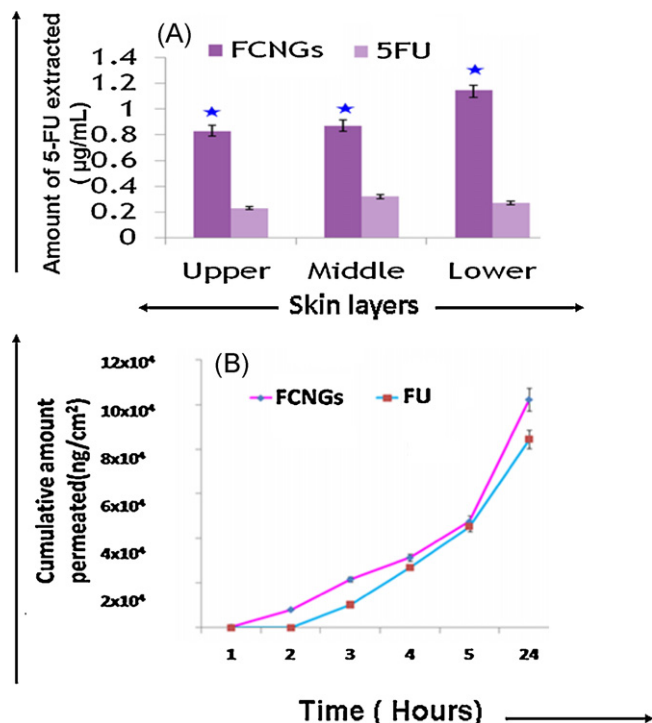 (A)
FCNGs 5FU
Amount of 5-FU extracted
( µg/mL)
1.4
1.2
1
0.8
0.6
0.4
0.2
0
Upper Middle Lower
Skin layers
(B)
FCNGs FU
Cumulative amount
permeated(ng/cm²)
12x10⁴
10x10⁴
8x10⁴
6x10⁴
4x10⁴
2x10⁴
1 2 3 4 5 24
Time ( Hours)